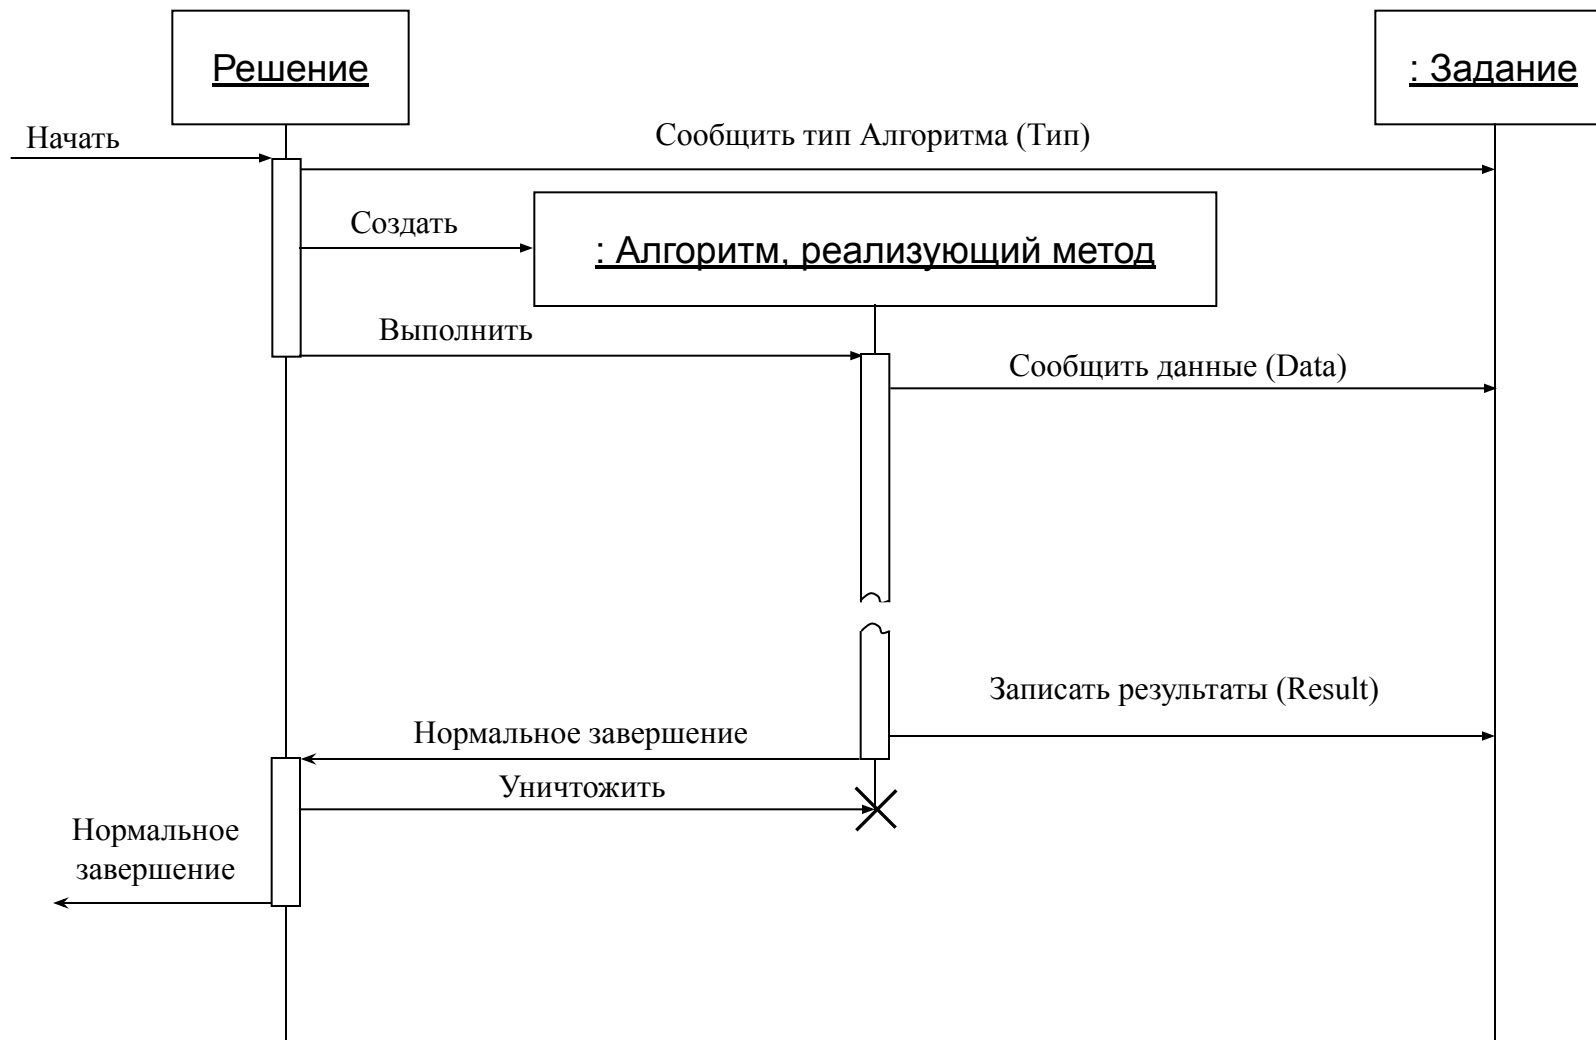 Решение
: Задание
Начать
Сообщить тип Алгоритма (Тип)
Создать
: Алгоритм, реализующий метод
Выполнить
Сообщить данные (Data)
Записать результаты (Result)
Нормальное завершение
Уничтожить
Нормальное
завершение